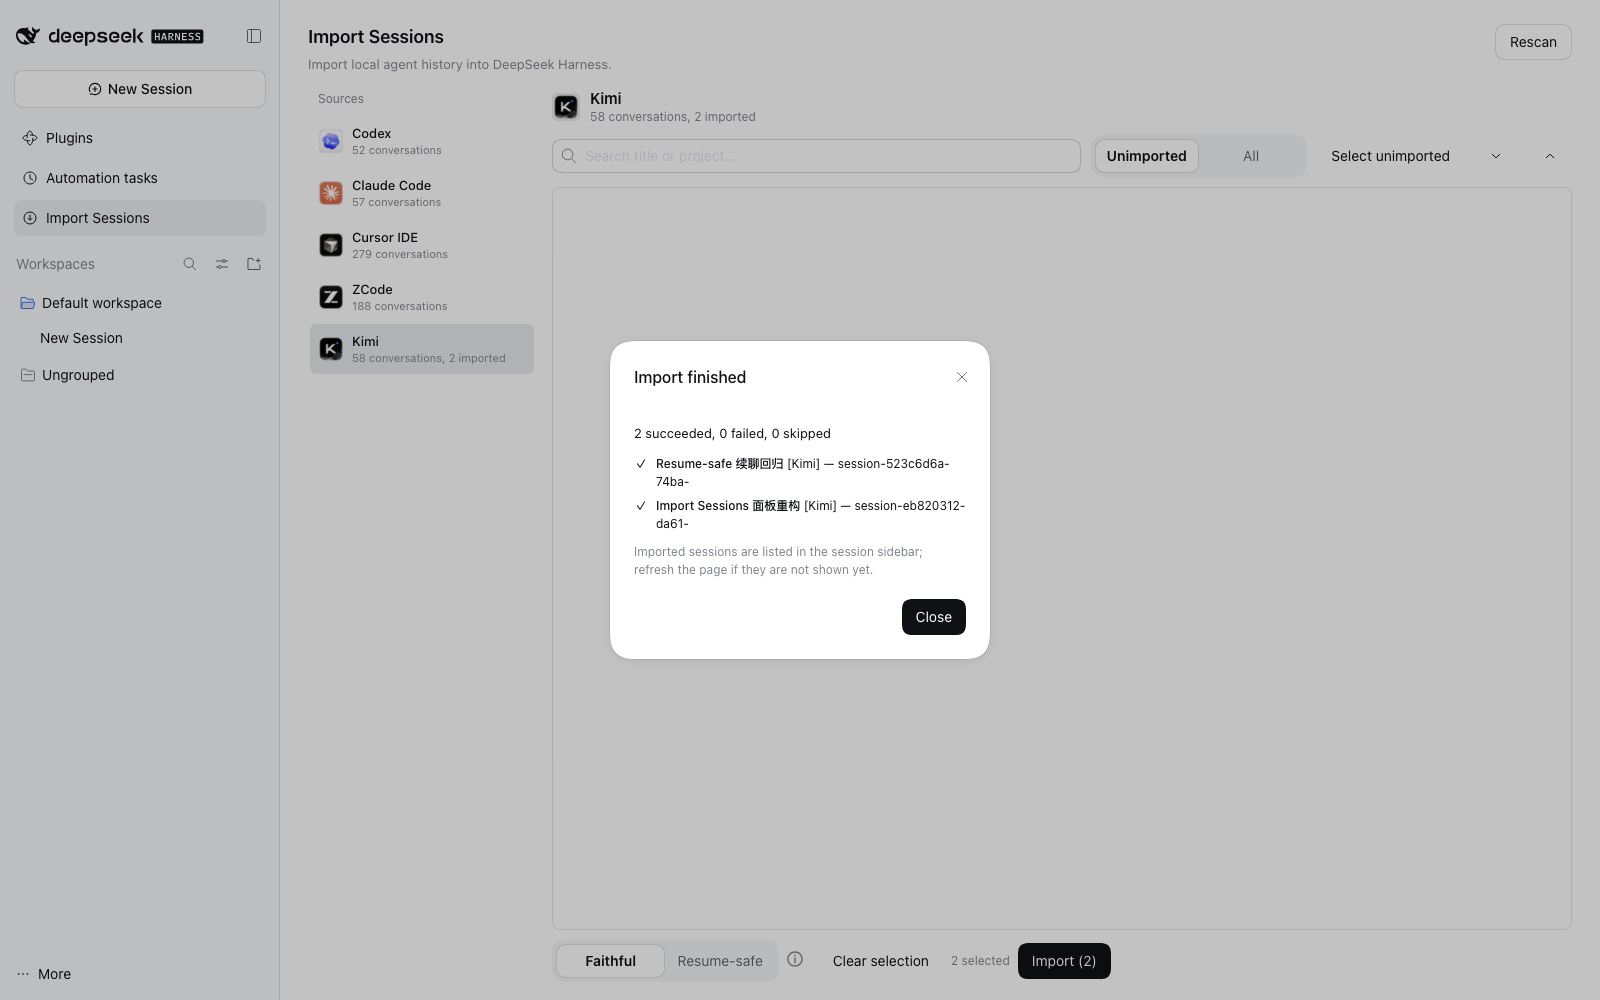 deepseek HARNESS
New Session
Plugins
Automation tasks
Import Sessions
Workspaces
Default workspace
New Session
Ungrouped
More
Import Sessions
Import local agent history into DeepSeek Harness.
Rescan
Sources
Codex
52 conversations
Claude Code
57 conversations
Cursor IDE
279 conversations
ZCode
188 conversations
Kimi
58 conversations, 2 imported
Kimi
58 conversations, 2 imported
Search title or project...
Unimported
All
Select unimported
Import finished
2 succeeded, 0 failed, 0 skipped
Resume-safe 续聊回归 [Kimi] — session-523c6d6a-
74ba-
Import Sessions 面板重构 [Kimi] — session-eb820312-
da61-
Imported sessions are listed in the session sidebar;
refresh the page if they are not shown yet.
Close
Faithful
Resume-safe
Clear selection
2 selected
Import (2)